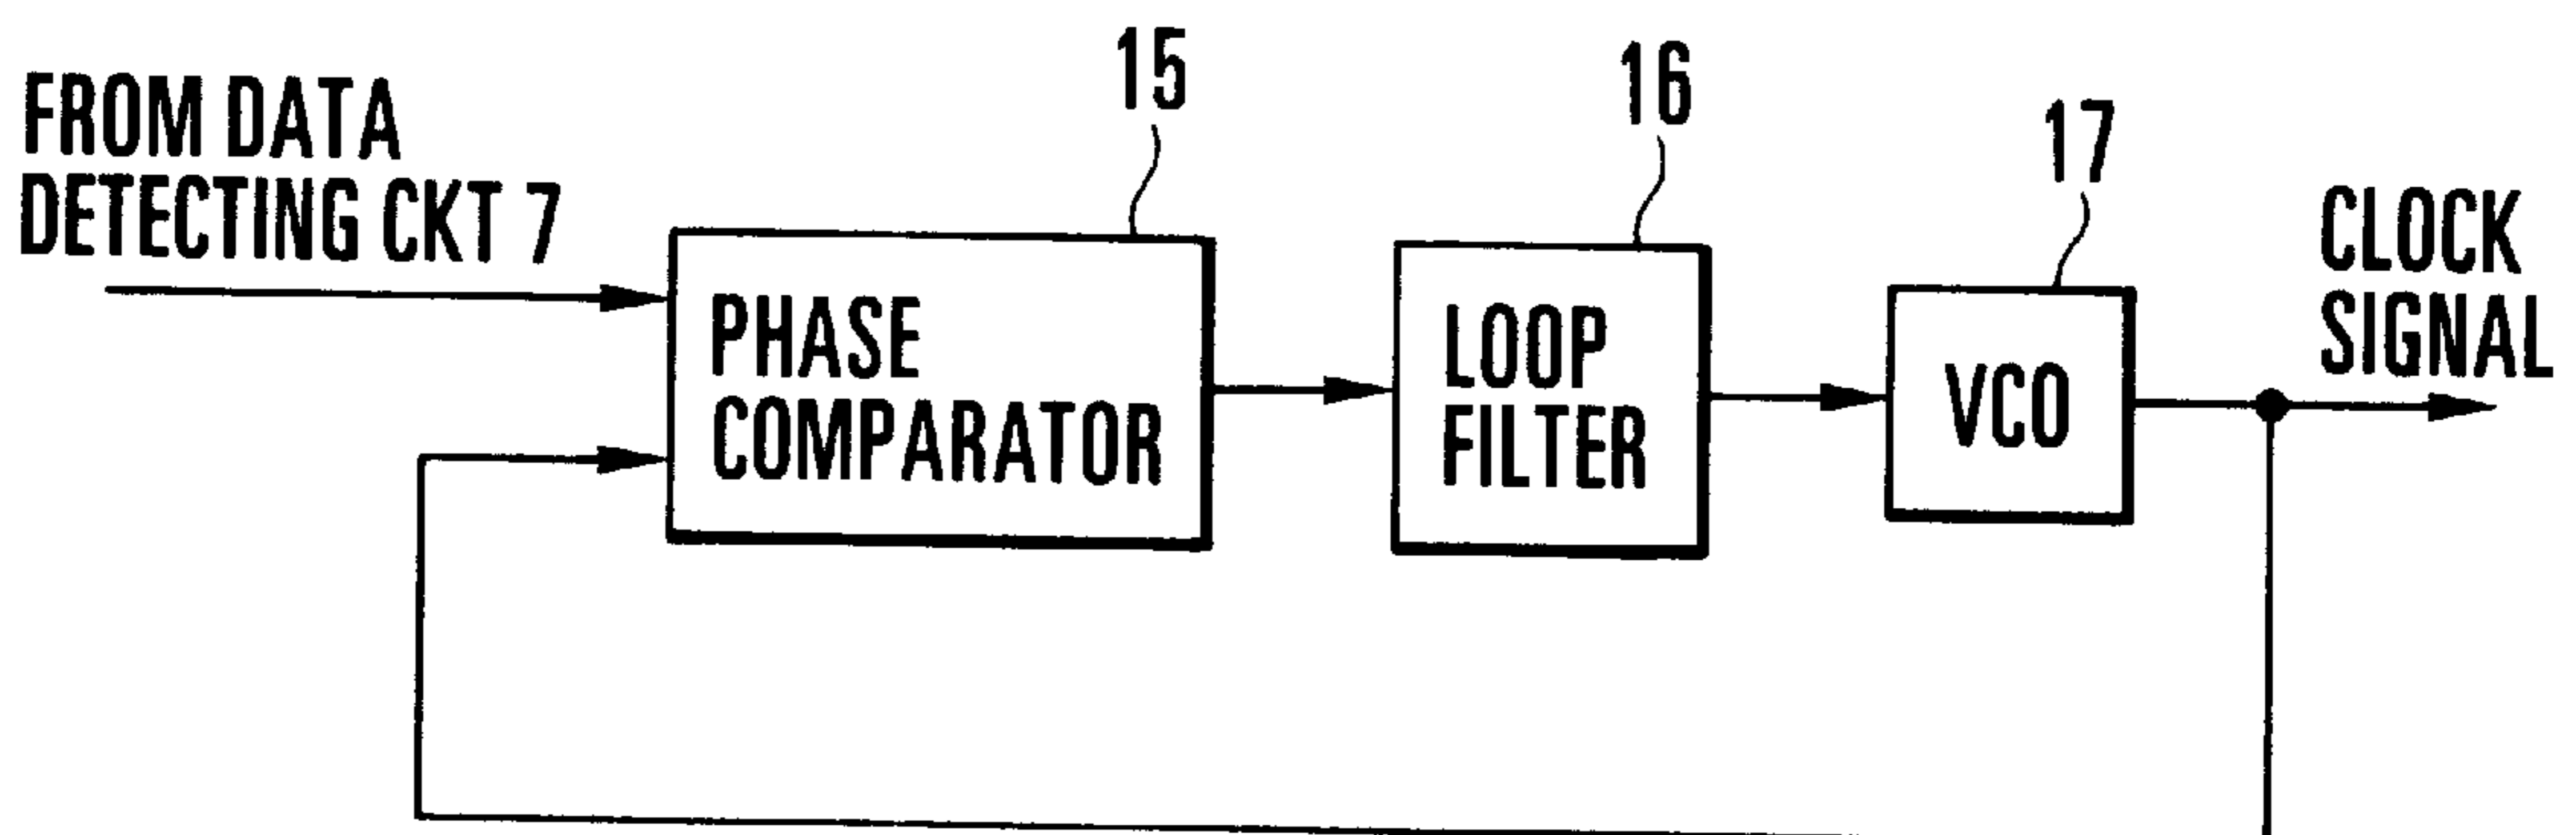 FROM DATA
DETECTING CKT 7
15
16
17
PHASE
COMPARATOR
LOOP
FILTER
VCO
CLOCK
SIGNAL